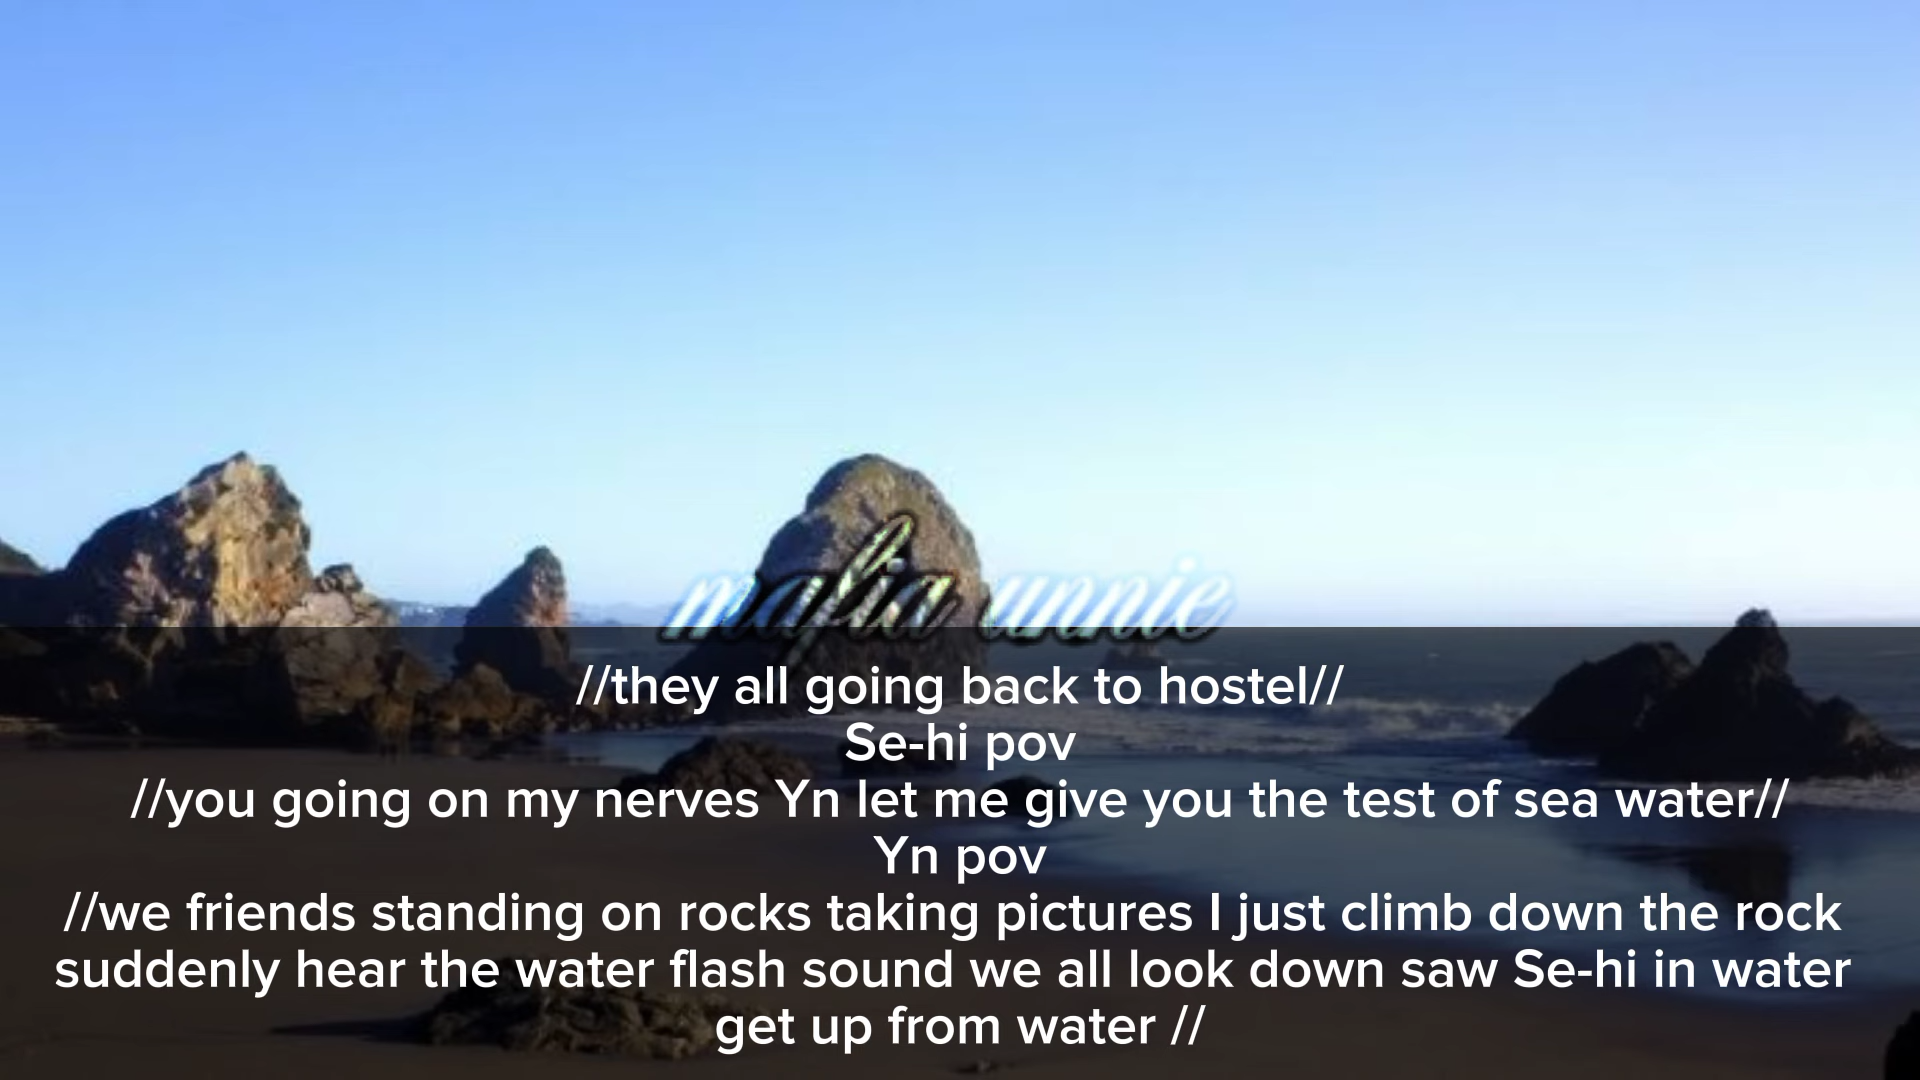 mafia unnie
//they all going back to hostel//
Se-hi pov
//you going on my nerves Yn let me give you the test of sea water//
Yn pov
//we friends standing on rocks taking pictures I just climb down the rock
suddenly hear the water flash sound we all look down saw Se-hi in water
get up from water //